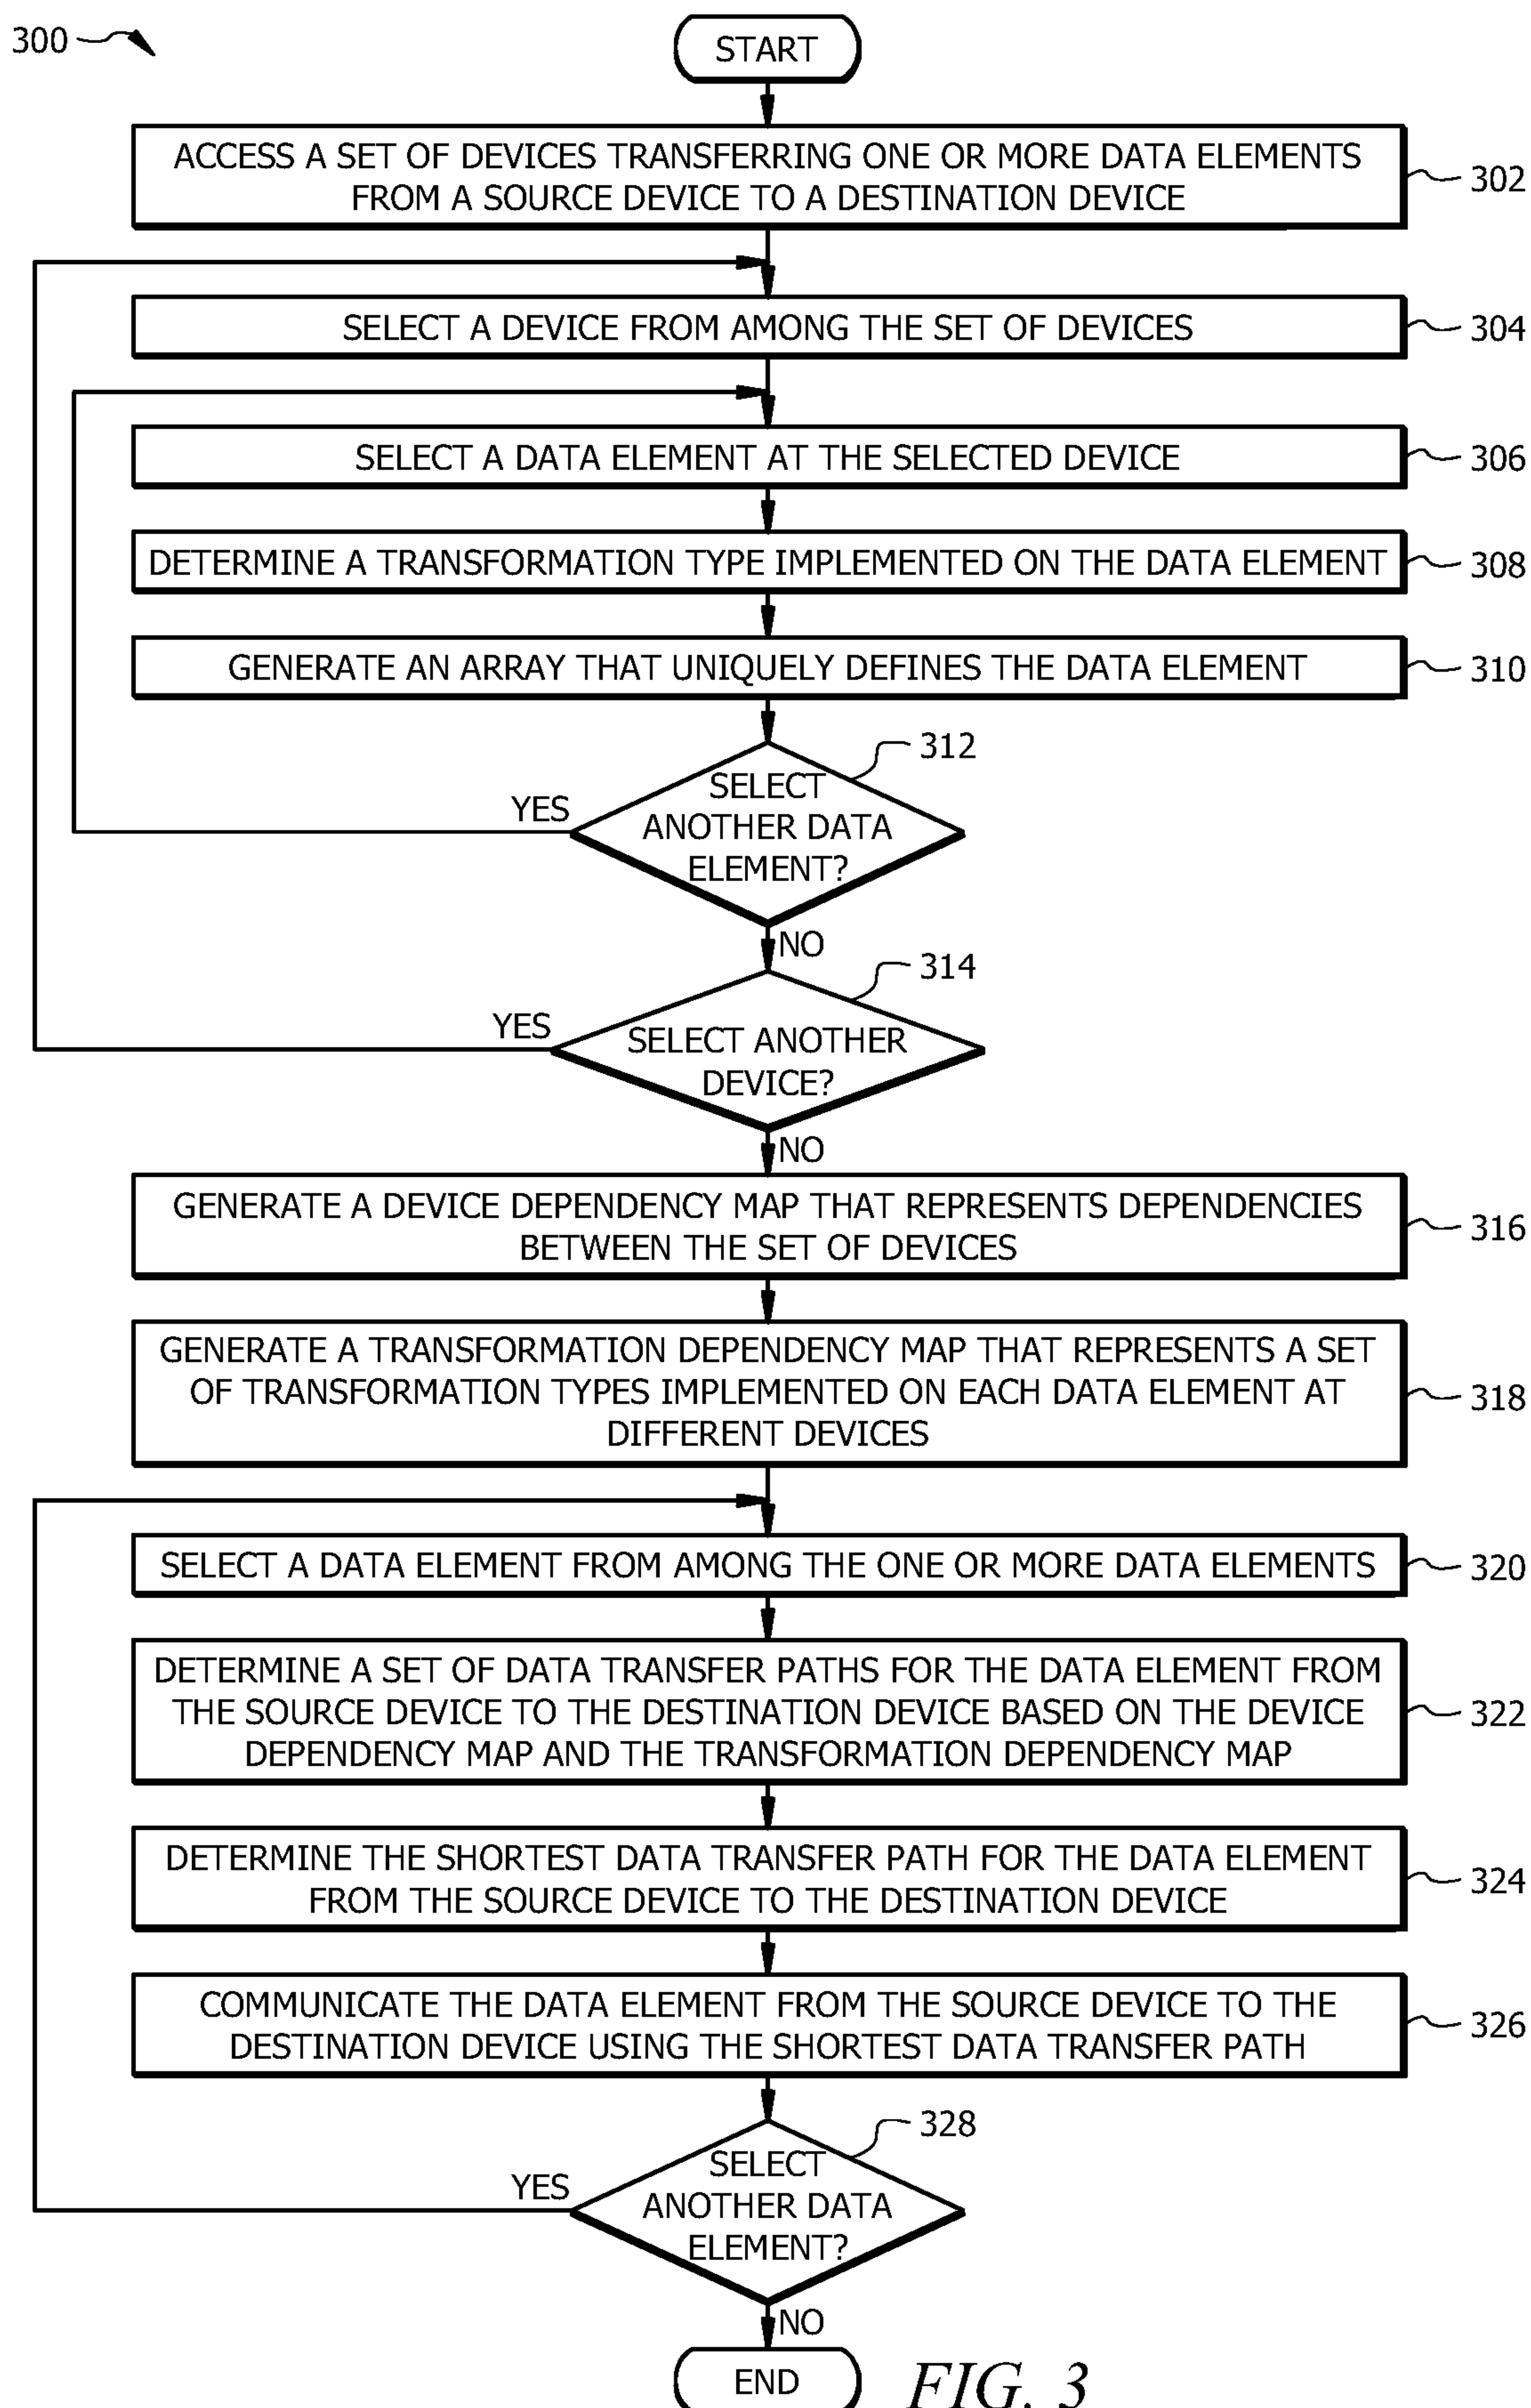 300
START
ACCESS A SET OF DEVICES TRANSFERRING ONE OR MORE DATA ELEMENTS
FROM A SOURCE DEVICE TO A DESTINATION DEVICE
302
SELECT A DEVICE FROM AMONG THE SET OF DEVICES
304
SELECT A DATA ELEMENT AT THE SELECTED DEVICE
306
DETERMINE A TRANSFORMATION TYPE IMPLEMENTED ON THE DATA ELEMENT
308
GENERATE AN ARRAY THAT UNIQUELY DEFINES THE DATA ELEMENT
310
312
SELECT
ANOTHER DATA
ELEMENT?
YES
NO
314
SELECT ANOTHER
DEVICE?
YES
NO
GENERATE A DEVICE DEPENDENCY MAP THAT REPRESENTS DEPENDENCIES
BETWEEN THE SET OF DEVICES
316
GENERATE A TRANSFORMATION DEPENDENCY MAP THAT REPRESENTS A SET
OF TRANSFORMATION TYPES IMPLEMENTED ON EACH DATA ELEMENT AT
DIFFERENT DEVICES
318
SELECT A DATA ELEMENT FROM AMONG THE ONE OR MORE DATA ELEMENTS
320
DETERMINE A SET OF DATA TRANSFER PATHS FOR THE DATA ELEMENT FROM
THE SOURCE DEVICE TO THE DESTINATION DEVICE BASED ON THE DEVICE
DEPENDENCY MAP AND THE TRANSFORMATION DEPENDENCY MAP
322
DETERMINE THE SHORTEST DATA TRANSFER PATH FOR THE DATA ELEMENT
FROM THE SOURCE DEVICE TO THE DESTINATION DEVICE
324
COMMUNICATE THE DATA ELEMENT FROM THE SOURCE DEVICE TO THE
DESTINATION DEVICE USING THE SHORTEST DATA TRANSFER PATH
326
328
SELECT
ANOTHER DATA
ELEMENT?
YES
NO
END
FIG. 3